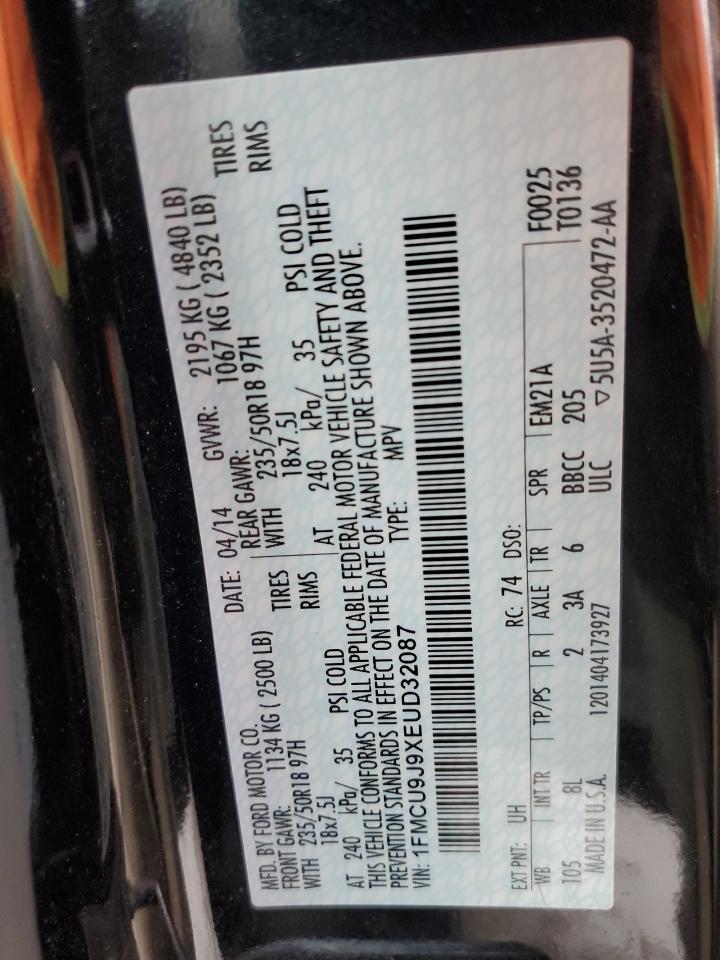 MFD. BY FORD MOTOR CO.
DATE: 04/14 GVWR: 2195 KG ( 4840 LB)
FRONT GAWR: 1134 KG ( 2500 LB) REAR GAWR: 1067 KG ( 2352 LB)
WITH 235/50R18 97H TIRES WITH 235/50R18 97H TIRES
18x7.5J RIMS 18x7.5J RIMS
AT 240 kPa/ 35 PSI COLD AT 240 kPa/ 35 PSI COLD
THIS VEHICLE CONFORMS TO ALL APPLICABLE FEDERAL MOTOR VEHICLE SAFETY AND THEFT
PREVENTION STANDARDS IN EFFECT ON THE DATE OF MANUFACTURE SHOWN ABOVE.
VIN: 1FMCU9J9XEUD32087 TYPE: MPV
EXT PNT: UH RC: 74 DSO: F0025
WB INT TR TP/PS R AXLE TR SPR EM21A T0136
105 8L 2 3A 6 BBCC 205
MADE IN U.S.A. 1201404173927 ULC ▽5U5A-3520472-AA